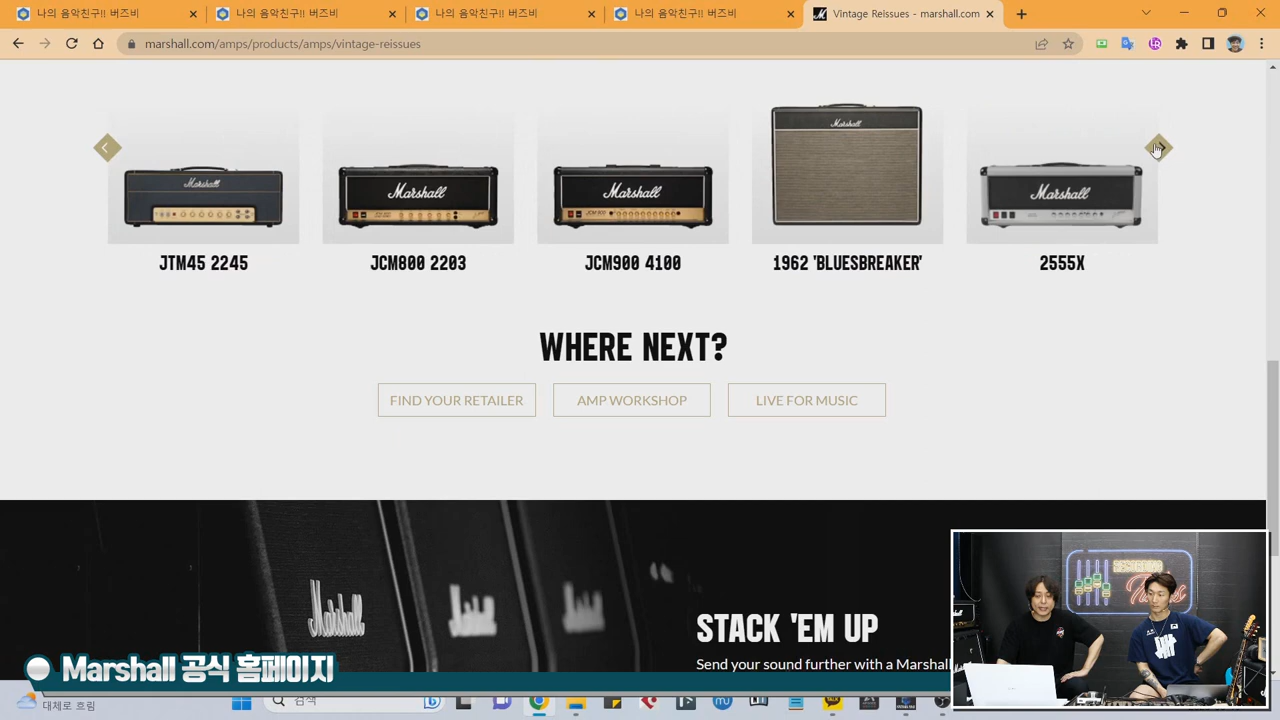 나의 음악친구!! 버즈비
나의 음악친구!! 버즈비
나의 음악친구!! 버즈비
나의 음악친구!! 버즈비
Vintage Reissues - marshall.com
marshall.com/amps/products/amps/vintage-reissues
Marshall
Marshall
Marshall
Marshall
Marshall
JTM45 2245
JCM800 2203
JCM900 4100
1962 'BLUESBREAKER'
2555X
WHERE NEXT?
FIND YOUR RETAILER
AMP WORKSHOP
LIVE FOR MUSIC
Marshall
STACK 'EM UP
Send your sound further with a Marshall
RECORDING
Marshall 공식 홈페이지
대체로 흐림
검색